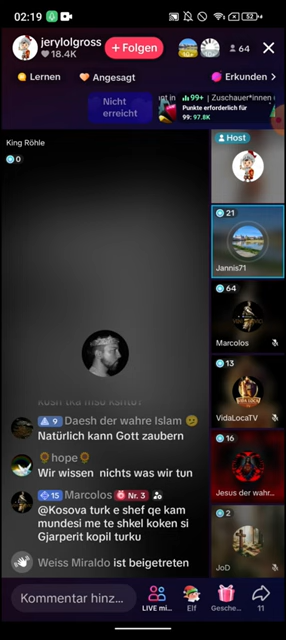 02:19
52
jerylolgross
18.4K
+ Folgen
64
Lernen
Angesagt
Erkunden
Nicht
erreicht
99+ | Zuschauer*innen
Punkte erforderlich für
99: 97.8K
King Röhle
0
Host
21
Jannis71
64
Marcolos
13
VidaLocaTV
16
Jesus der wahr...
2
JoD
9 Daesh der wahre Islam
Natürlich kann Gott zaubern
hope
Wir wissen nichts was wir tun
15 Marcolos Nr. 3
@Kosova turk e shef qe kam
mundesi me te shkel koken si
Gjarperit kopil turku
Weiss Miraldo ist beigetreten
Kommentar hinz...
LIVE mi...
Elf
Gesche...
11